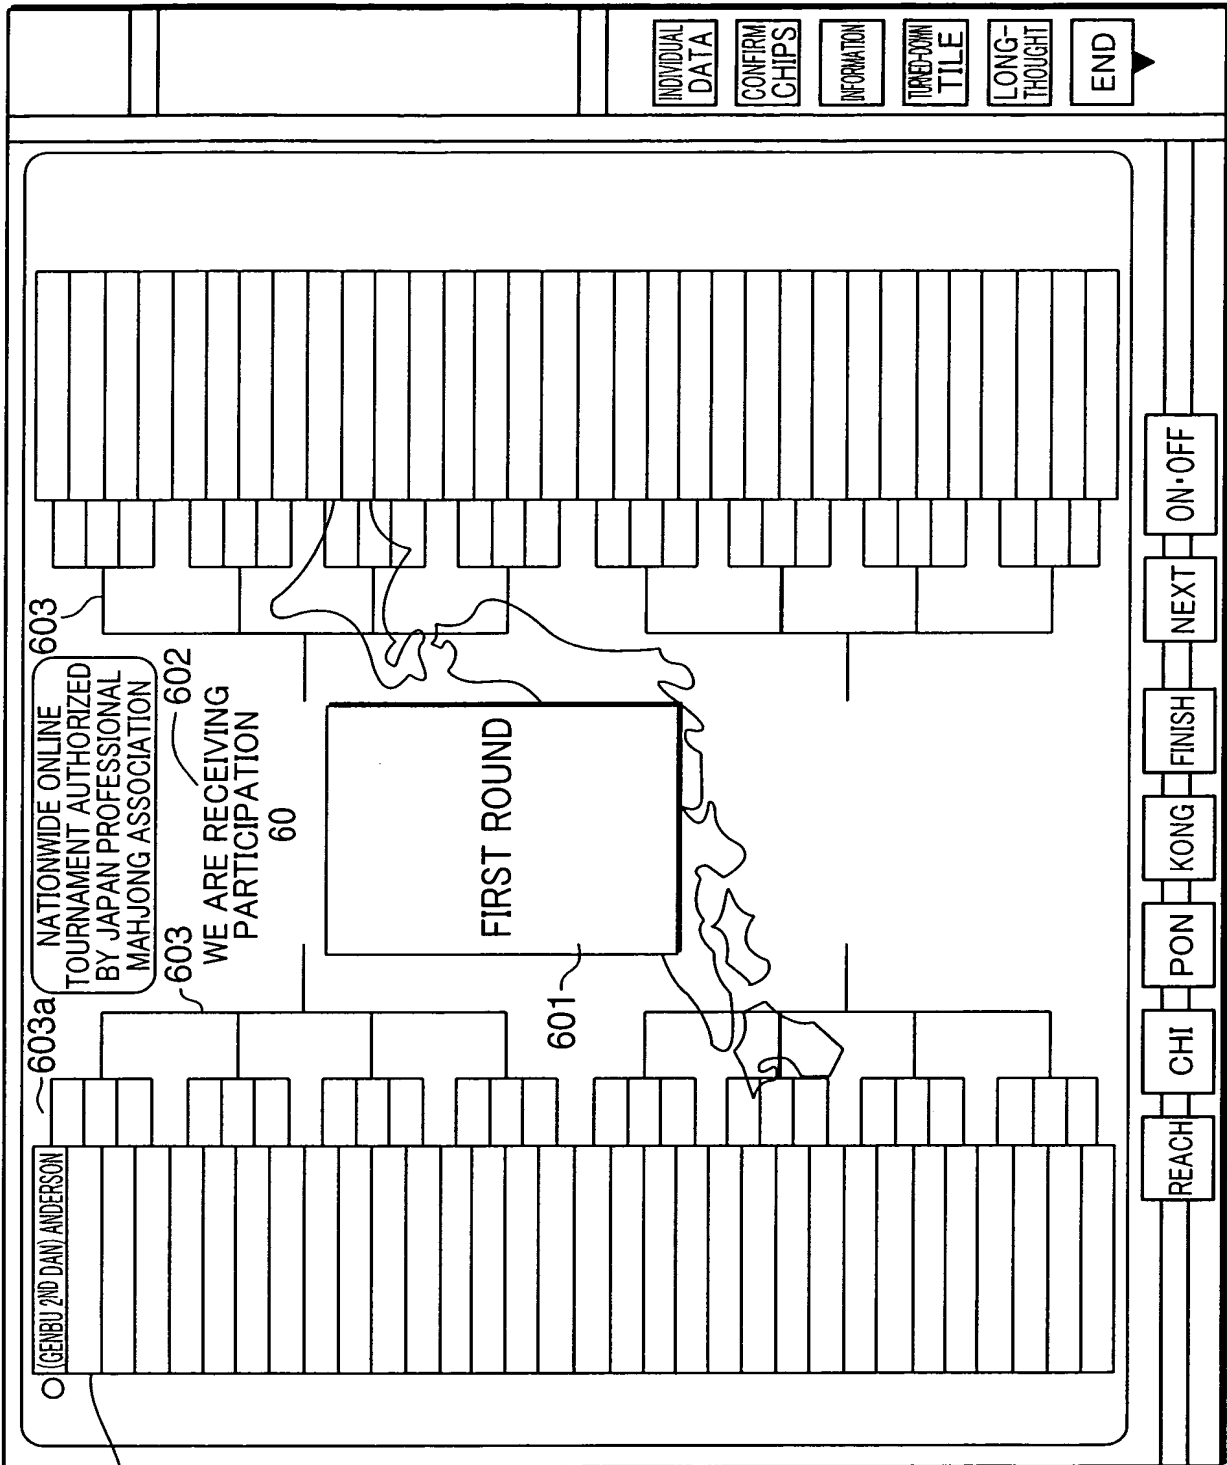 NATIONWIDE ONLINE
TOURNAMENT AUTHORIZED
BY JAPAN PROFESSIONAL
MAHJONG ASSOCIATION
603a
603
603
602
WE ARE RECEIVING
PARTICIPATION
60
(GENBU 2ND DAN) ANDERSON
FIRST ROUND
601
INDIVIDUAL
DATA
CONFIRM
CHIPS
INFORMATION
TURNED-DOWN
TILE
LONG-
THOUGHT
END
REACH
CHI
PON
KONG
FINISH
NEXT
ON·OFF